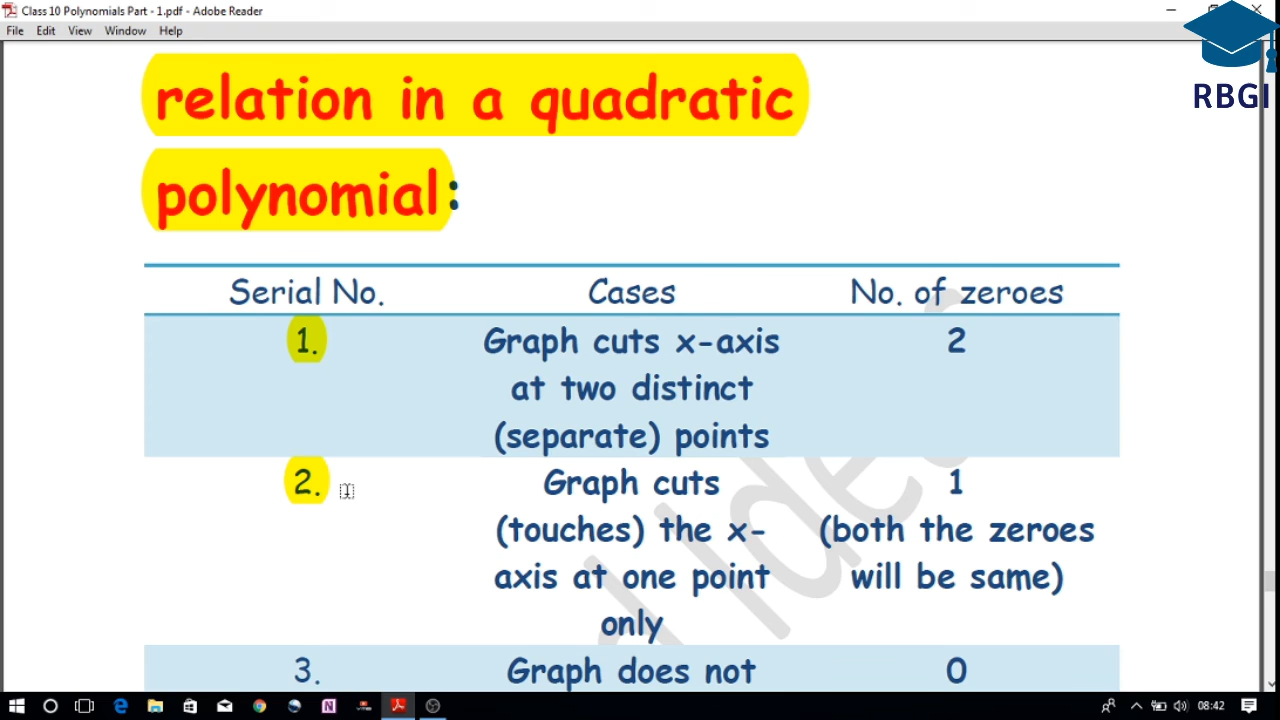 Class 10 Polynomials Part - 1.pdf - Adobe Reader
File Edit View Window Help
RBGI
relation in a quadratic
polynomial:
Serial No. Cases No. of zeroes
1. Graph cuts x-axis 2
at two distinct
(separate) points
2. Graph cuts 1
(touches) the x- (both the zeroes
axis at one point will be same)
only
3. Graph does not 0
08:42